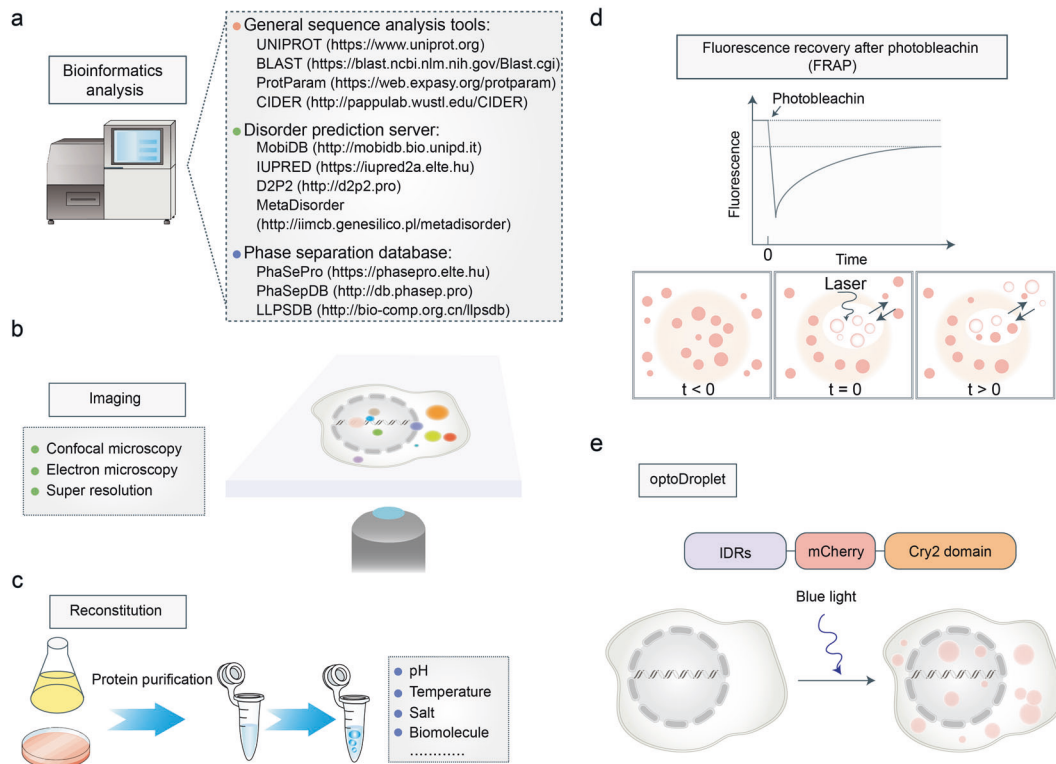 a
Bioinformatics
analysis
General sequence analysis tools:
UNIPROT (https://www.uniprot.org)
BLAST (https://blast.ncbi.nlm.nih.gov/Blast.cgi)
ProtParam (https://web.expasy.org/protparam)
CIDER (http://pappulab.wustl.edu/CIDER)
Disorder prediction server:
MobiDB (http://mobidb.bio.unipd.it)
IUPRED (https://iupred2a.elte.hu)
D2P2 (http://d2p2.pro)
MetaDisorder
(http://iimcb.genesilico.pl/metadisorder)
Phase separation database:
PhaSePro (https://phasepro.elte.hu)
PhaSepDB (http://db.phasep.pro)
LLPSDB (http://bio-comp.org.cn/llpsdb)
b
Imaging
Confocal microscopy
Electron microscopy
Super resolution
c
Reconstitution
Protein purification
pH
Temperature
Salt
Biomolecule
............
d
Fluorescence recovery after photobleachin
(FRAP)
Photobleachin
Fluorescence
0
Time
Laser
t < 0
t = 0
t > 0
e
optoDroplet
IDRs
mCherry
Cry2 domain
Blue light